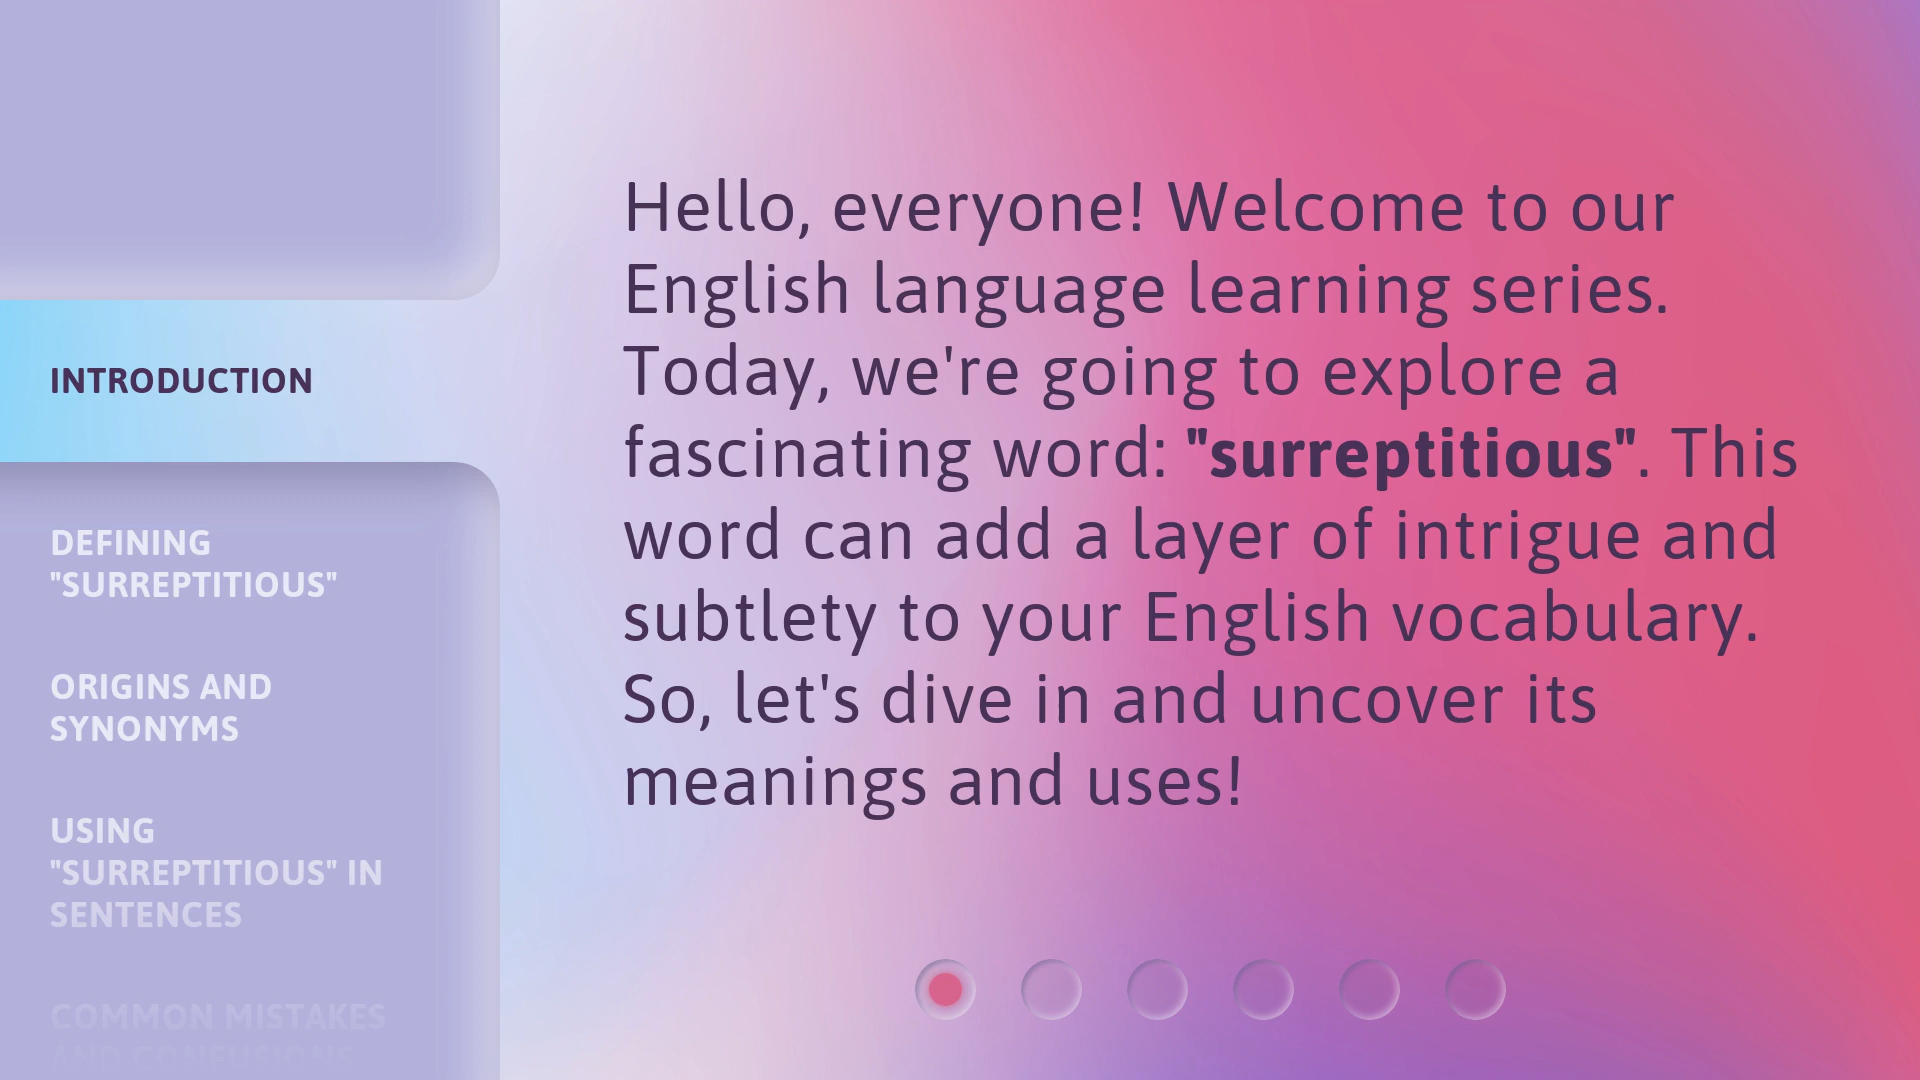 INTRODUCTION
DEFINING
"SURREPTITIOUS"
ORIGINS AND
SYNONYMS
USING
"SURREPTITIOUS" IN
SENTENCES
COMMON MISTAKES
AND CONFUSIONS
Hello, everyone! Welcome to our
English language learning series.
Today, we're going to explore a
fascinating word: "surreptitious". This
word can add a layer of intrigue and
subtlety to your English vocabulary.
So, let's dive in and uncover its
meanings and uses!